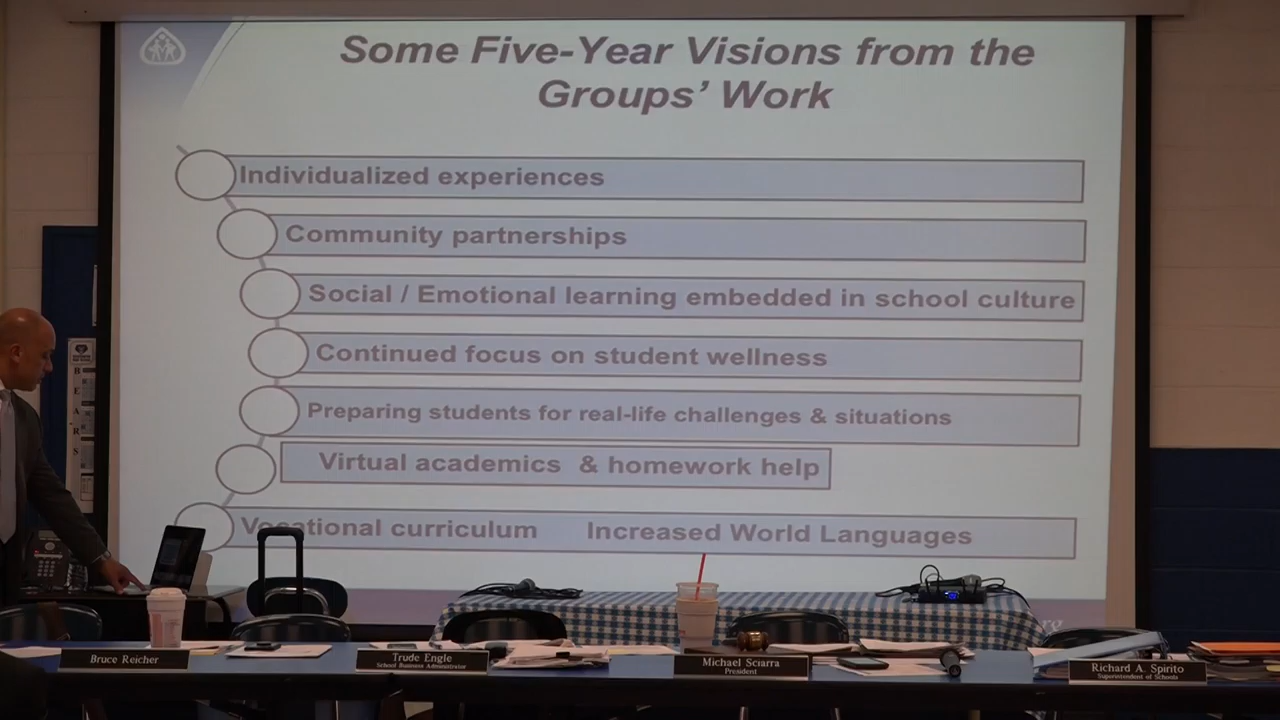 Some Five-Year Visions from the
Groups' Work
Individualized experiences
Community partnerships
Social / Emotional learning embedded in school culture
Continued focus on student wellness
Preparing students for real-life challenges & situations
Virtual academics & homework help
Vocational curriculum Increased World Languages
BEARS
Bruce Reicher
Trude Engle
School Business Administrator
Michael Sciarra
President
Richard A. Spirito
Superintendent of Schools